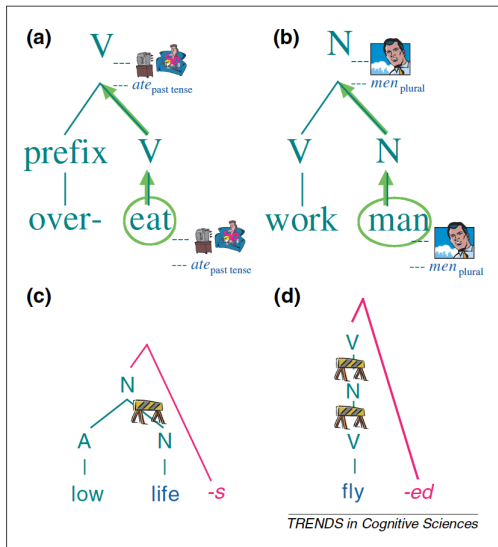 (a)
V
ate past tense
prefix V
over- eat
ate past tense
(b)
N
men plural
V N
work man
men plural
(c)
N
A N
low life -s
(d)
V
N
V
fly -ed
TRENDS in Cognitive Sciences